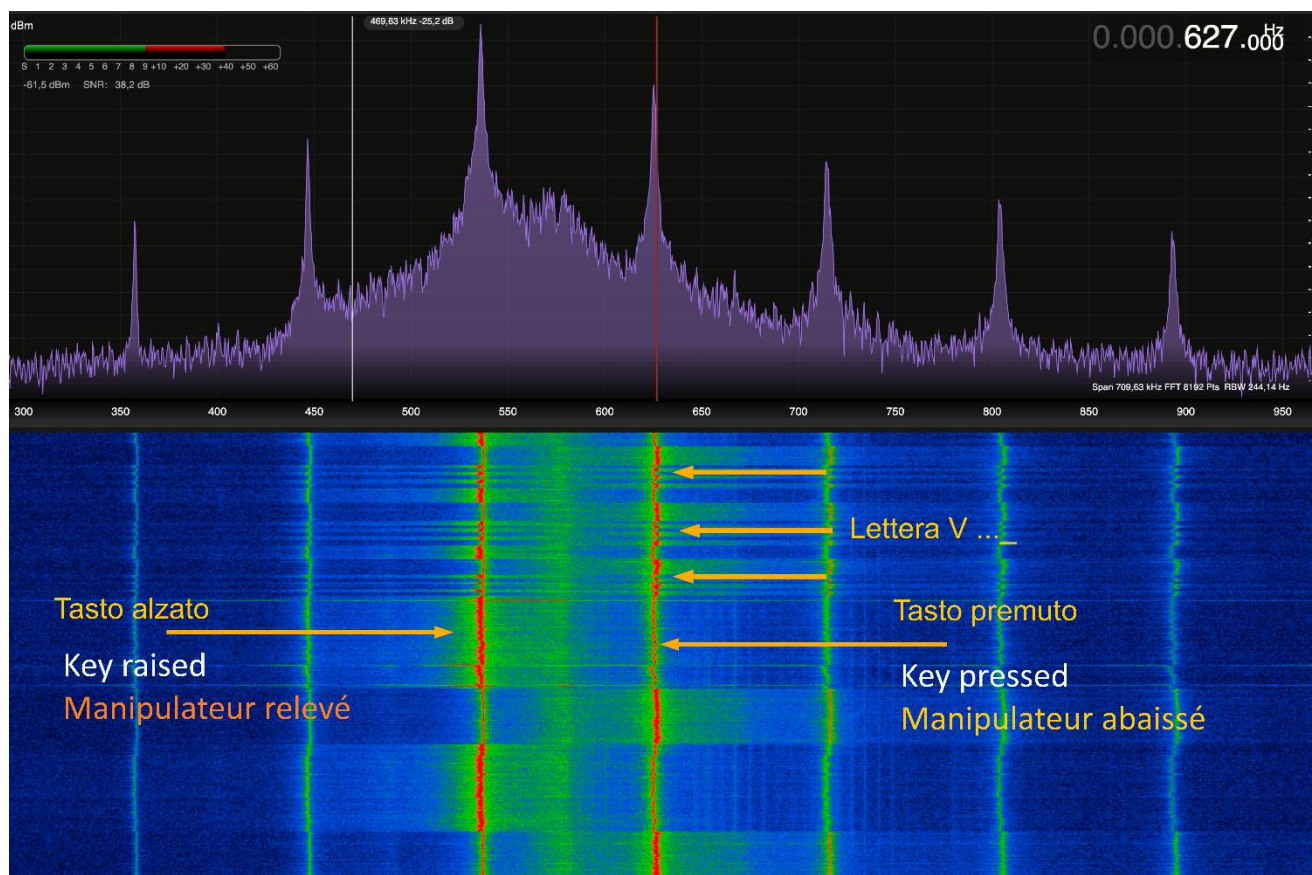 dBm
469,63 kHz -25,2 dB
0.000.627.000 Hz
S 1 2 3 4 5 6 7 8 9 +10 +20 +30 +40 +50 +60
-61,5 dBm SNR: 38,2 dB
Span 709,63 kHz FFT 8192 Pts RBW 244,14 Hz
300 350 400 450 500 550 600 650 700 750 800 850 900 950
Lettera V ..._
Tasto alzato
Tasto premuto
Key raised
Key pressed
Manipulateur relevé
Manipulateur abaissé